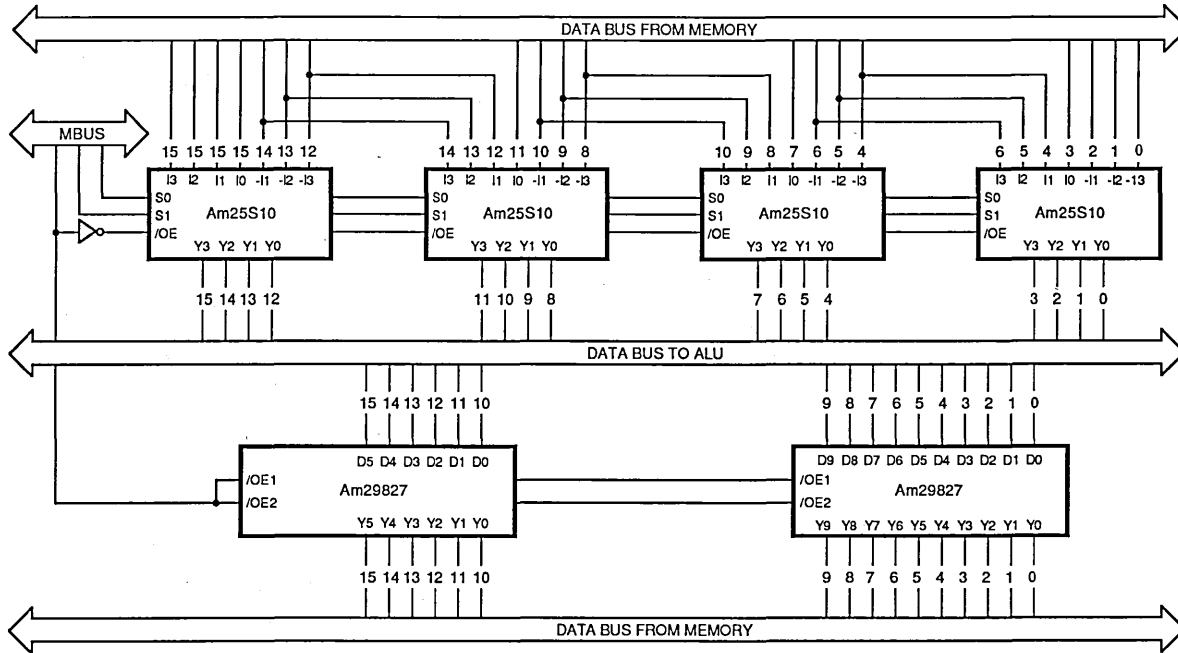 DATA BUS FROM MEMORY
MBUS
15 15 15 15 14 13 12 14 13 12 11 10 9 8 10 9 8 7 6 5 4 6 5 4 3 2 1 0
I3 I2 I1 I0 -I1 -I2 -I3 I3 I2 I1 I0 -I1 -I2 -I3 I3 I2 I1 I0 -I1 -I2 -I3 I3 I2 I1 I0 -I1 -I2 -13
S0 S0 S0 S0
Am25S10 Am25S10 Am25S10 Am25S10
S1 S1 S1 S1
/OE /OE /OE /OE
Y3 Y2 Y1 Y0 Y3 Y2 Y1 Y0 Y3 Y2 Y1 Y0 Y3 Y2 Y1 Y0
15 14 13 12 11 10 9 8 7 6 5 4 3 2 1 0
DATA BUS TO ALU
15 14 13 12 11 10 9 8 7 6 5 4 3 2 1 0
D5 D4 D3 D2 D1 D0 D9 D8 D7 D6 D5 D4 D3 D2 D1 D0
/OE1 /OE1
Am29827 Am29827
/OE2 /OE2
Y5 Y4 Y3 Y2 Y1 Y0 Y9 Y8 Y7 Y6 Y5 Y4 Y3 Y2 Y1 Y0
15 14 13 12 11 10 9 8 7 6 5 4 3 2 1 0
DATA BUS FROM MEMORY